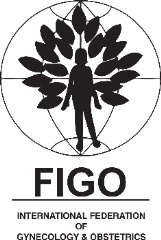 FIGO
INTERNATIONAL FEDERATION
OF
GYNECOLOGY & OBSTETRICS